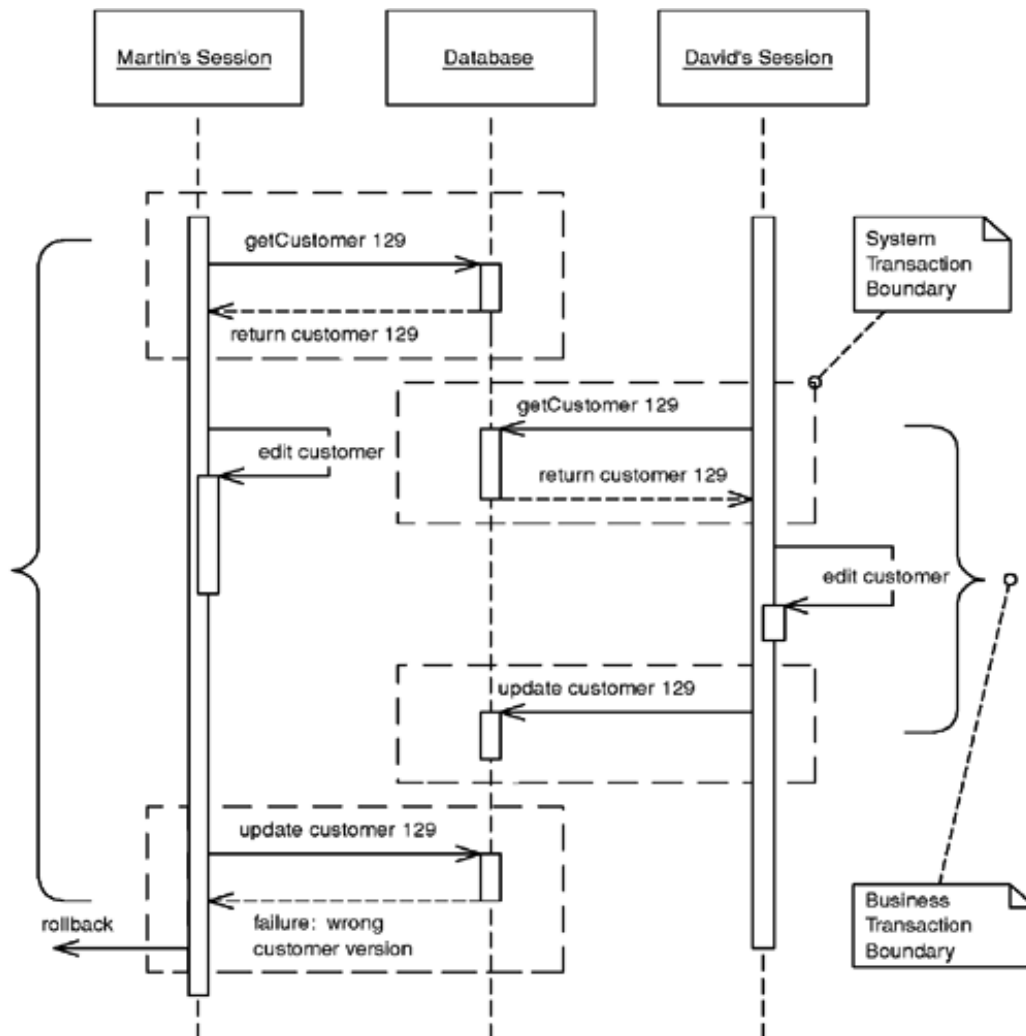 Martin's Session
Database
David's Session
getCustomer 129
System
Transaction
Boundary
return customer 129
getCustomer 129
edit customer
return customer 129
edit customer
update customer 129
update customer 129
rollback
failure: wrong
customer version
Business
Transaction
Boundary